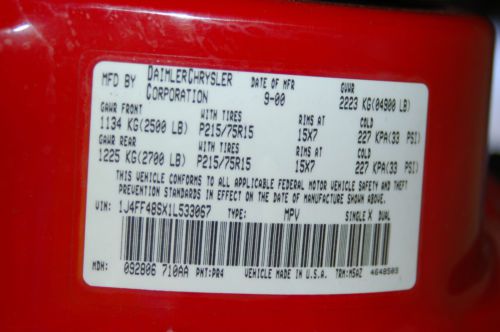 MFD BY DAIMLERCHRYSLER CORPORATION DATE OF MFR 9-00 GVWR 2223 KG(04900 LB)
GAWR FRONT WITH TIRES RIMS AT COLD
1134 KG(2500 LB) P215/75R15 15X7 227 KPA(33 PSI)
GAWR REAR WITH TIRES RIMS AT COLD
1225 KG(2700 LB) P215/75R15 15X7 227 KPA(33 PSI)
THIS VEHICLE CONFORMS TO ALL APPLICABLE FEDERAL MOTOR VEHICLE SAFETY AND THEFT
PREVENTION STANDARDS IN EFFECT ON THE DATE OF MANUFACTURE SHOWN ABOVE.
VIN: 1J4FF48SX1L533067 TYPE: MPV SINGLE X DUAL
MDH: 092806 710AA PNT:PR4 VEHICLE MADE IN U.S.A. TRM:M5AZ 4648503